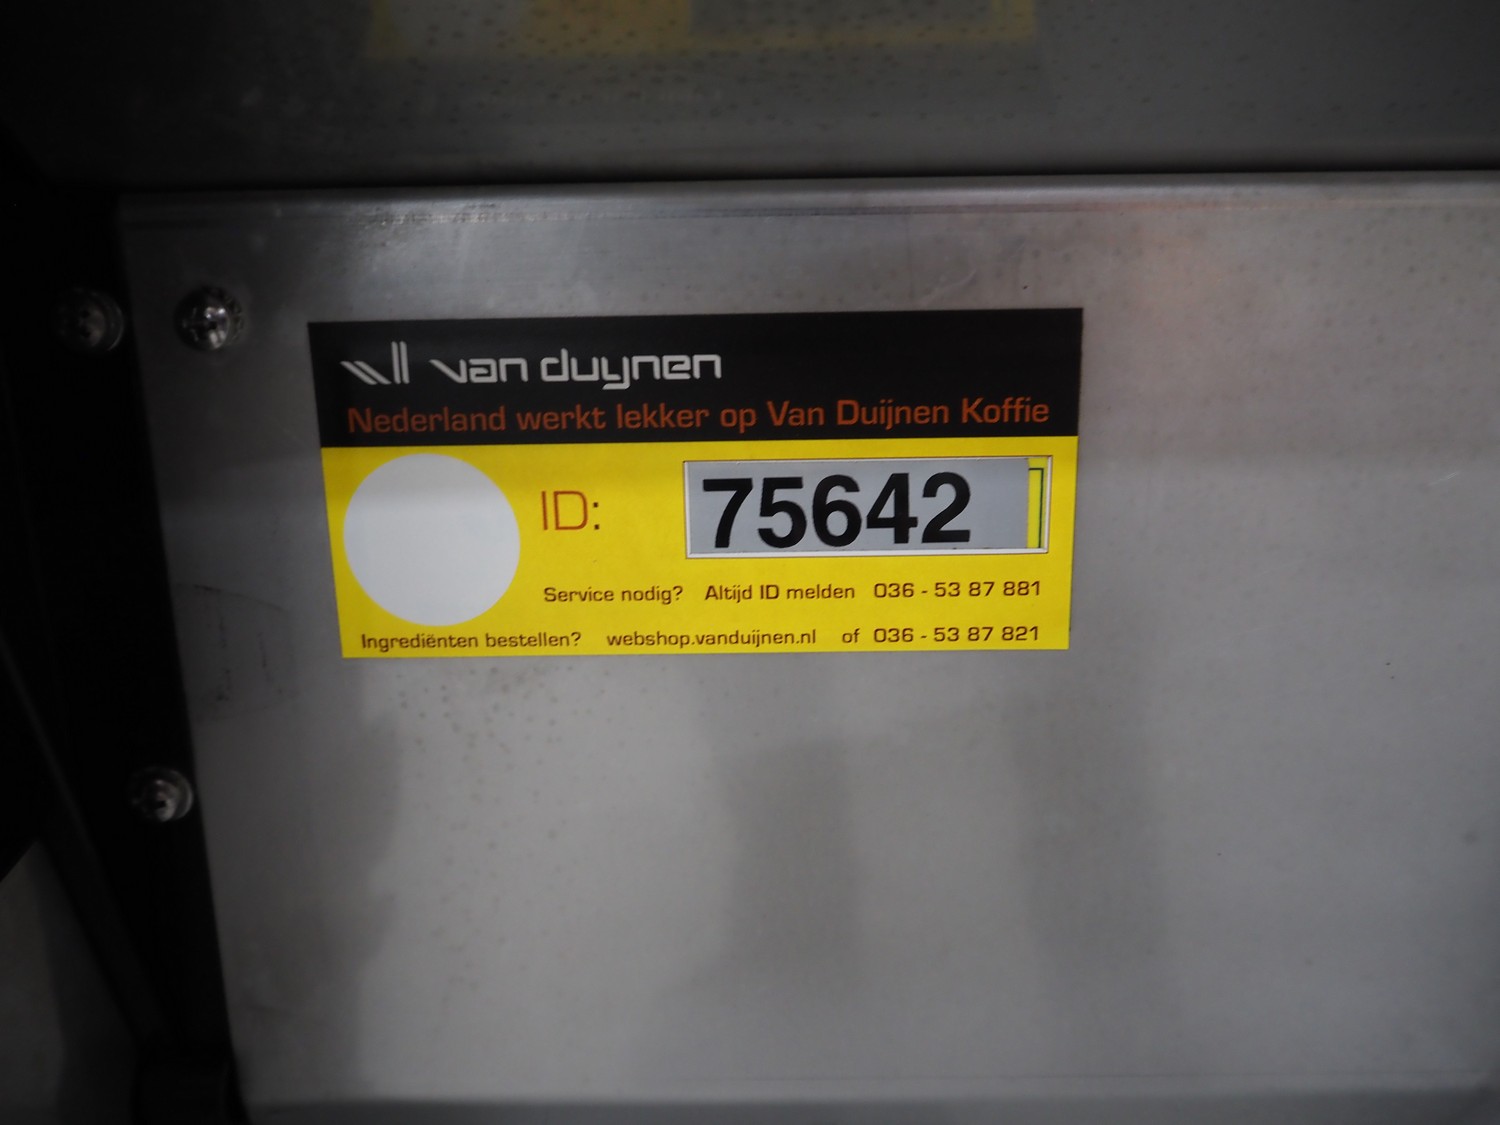 van duynen
Nederland werkt lekker op Van Duijnen Koffie
ID: 75642
Service nodig? Altijd ID melden 036 - 53 87 881
Ingrediënten bestellen? webshop.vanduijnen.nl of 036 - 53 87 821